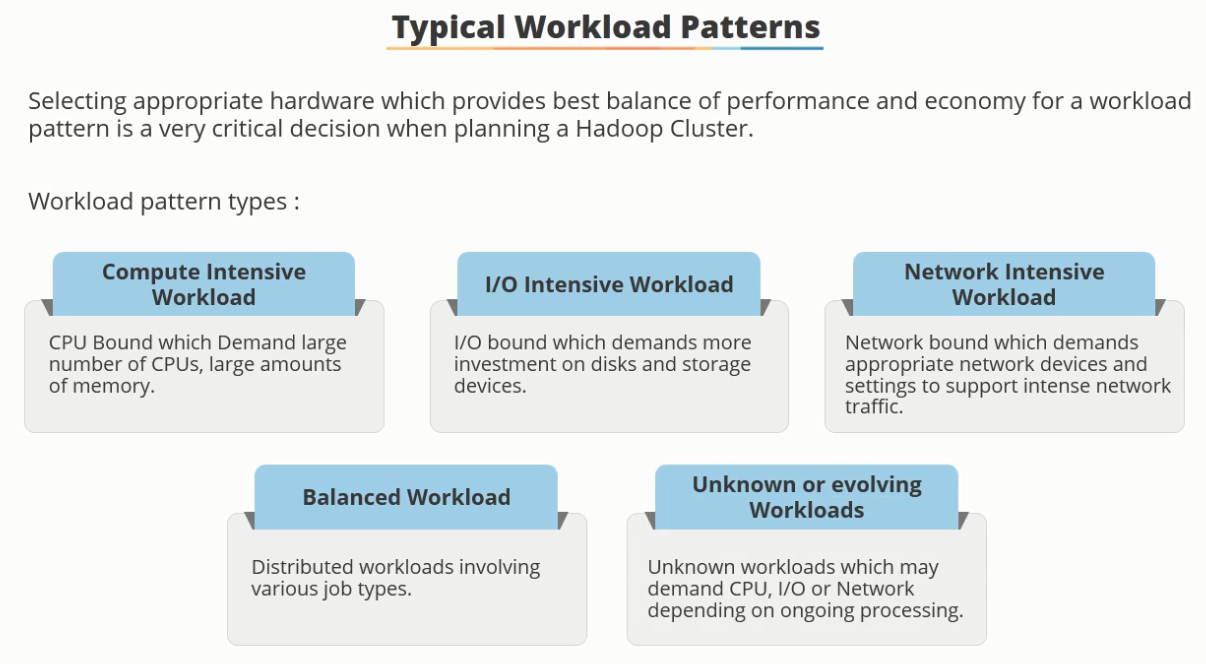 Typical Workload Patterns
Selecting appropriate hardware which provides best balance of performance and economy for a workload
pattern is a very critical decision when planning a Hadoop Cluster.
Workload pattern types :
Compute Intensive
Workload
CPU Bound which Demand large
number of CPUs, large amounts
of memory.
I/O Intensive Workload
I/O bound which demands more
investment on disks and storage
devices.
Network Intensive
Workload
Network bound which demands
appropriate network devices and
settings to support intense network
traffic.
Balanced Workload
Distributed workloads involving
various job types.
Unknown or evolving
Workloads
Unknown workloads which may
demand CPU, I/O or Network
depending on ongoing processing.